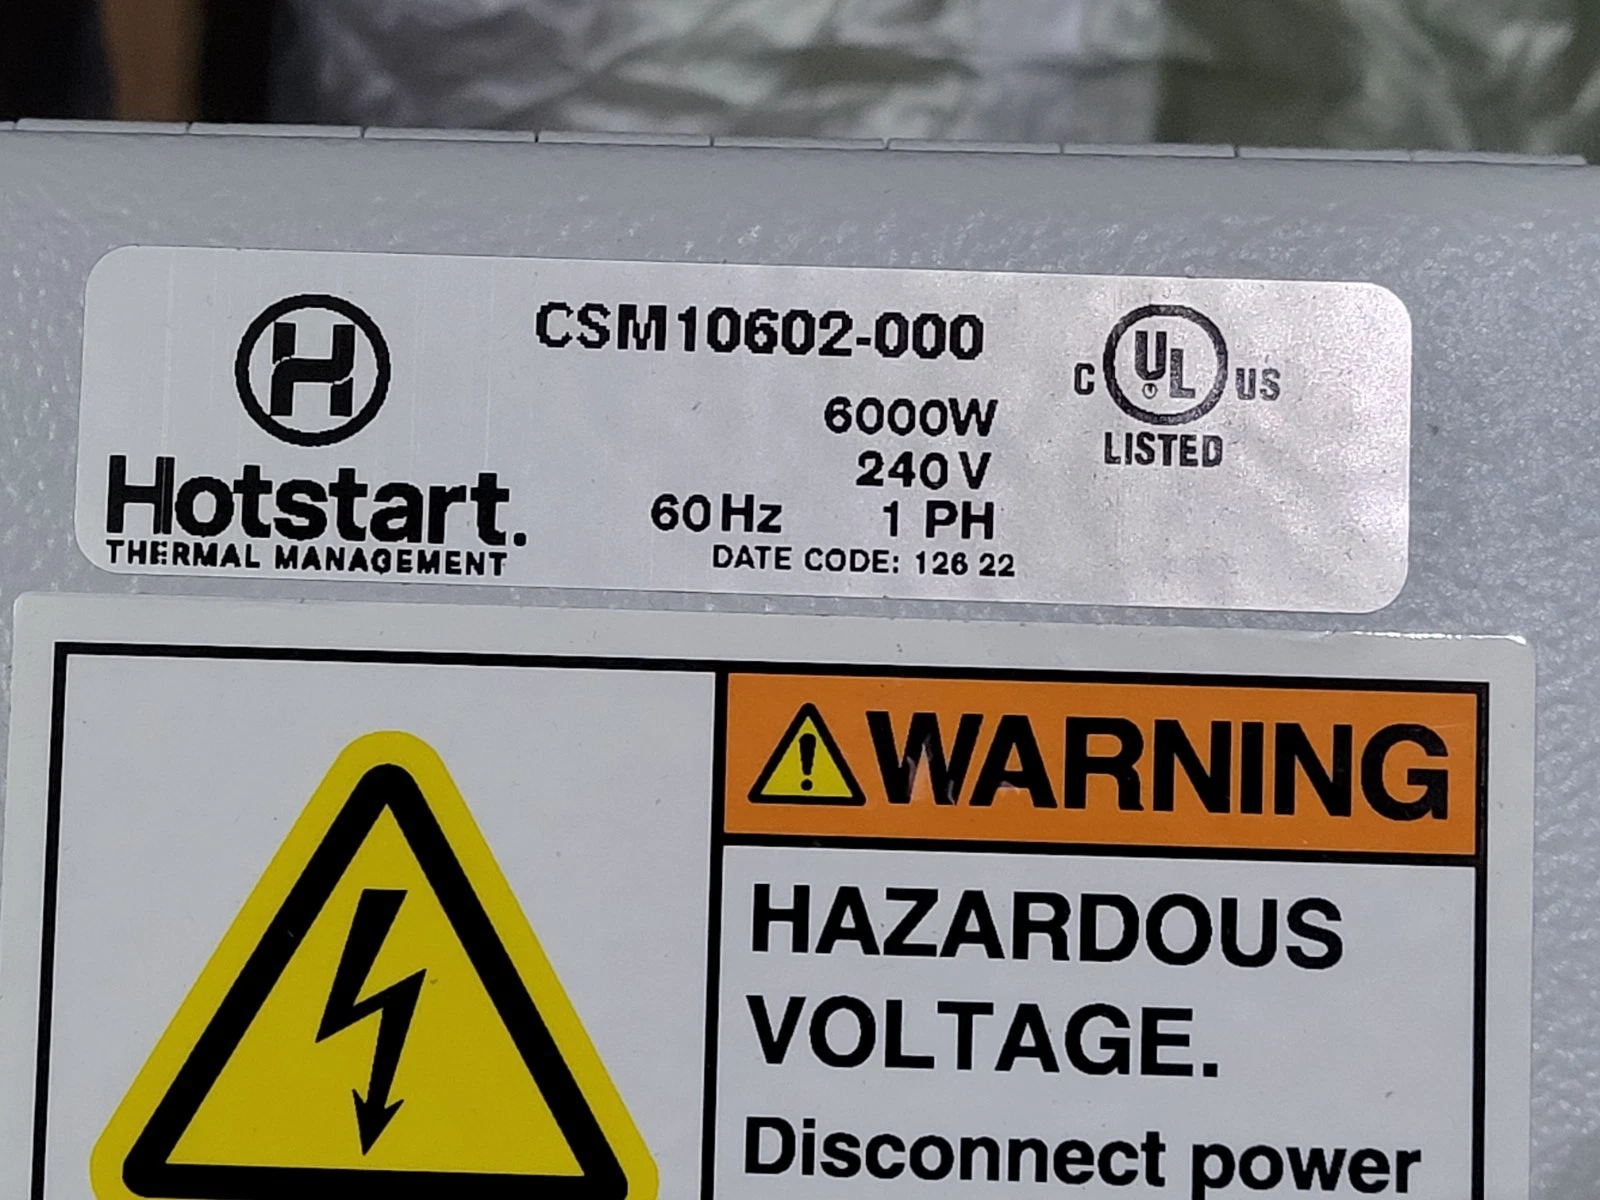 H
Hotstart.
THERMAL MANAGEMENT
CSM10602-000
6000W
240V
60Hz 1 PH
DATE CODE: 126 22
C UL US
LISTED
WARNING
HAZARDOUS
VOLTAGE.
Disconnect power